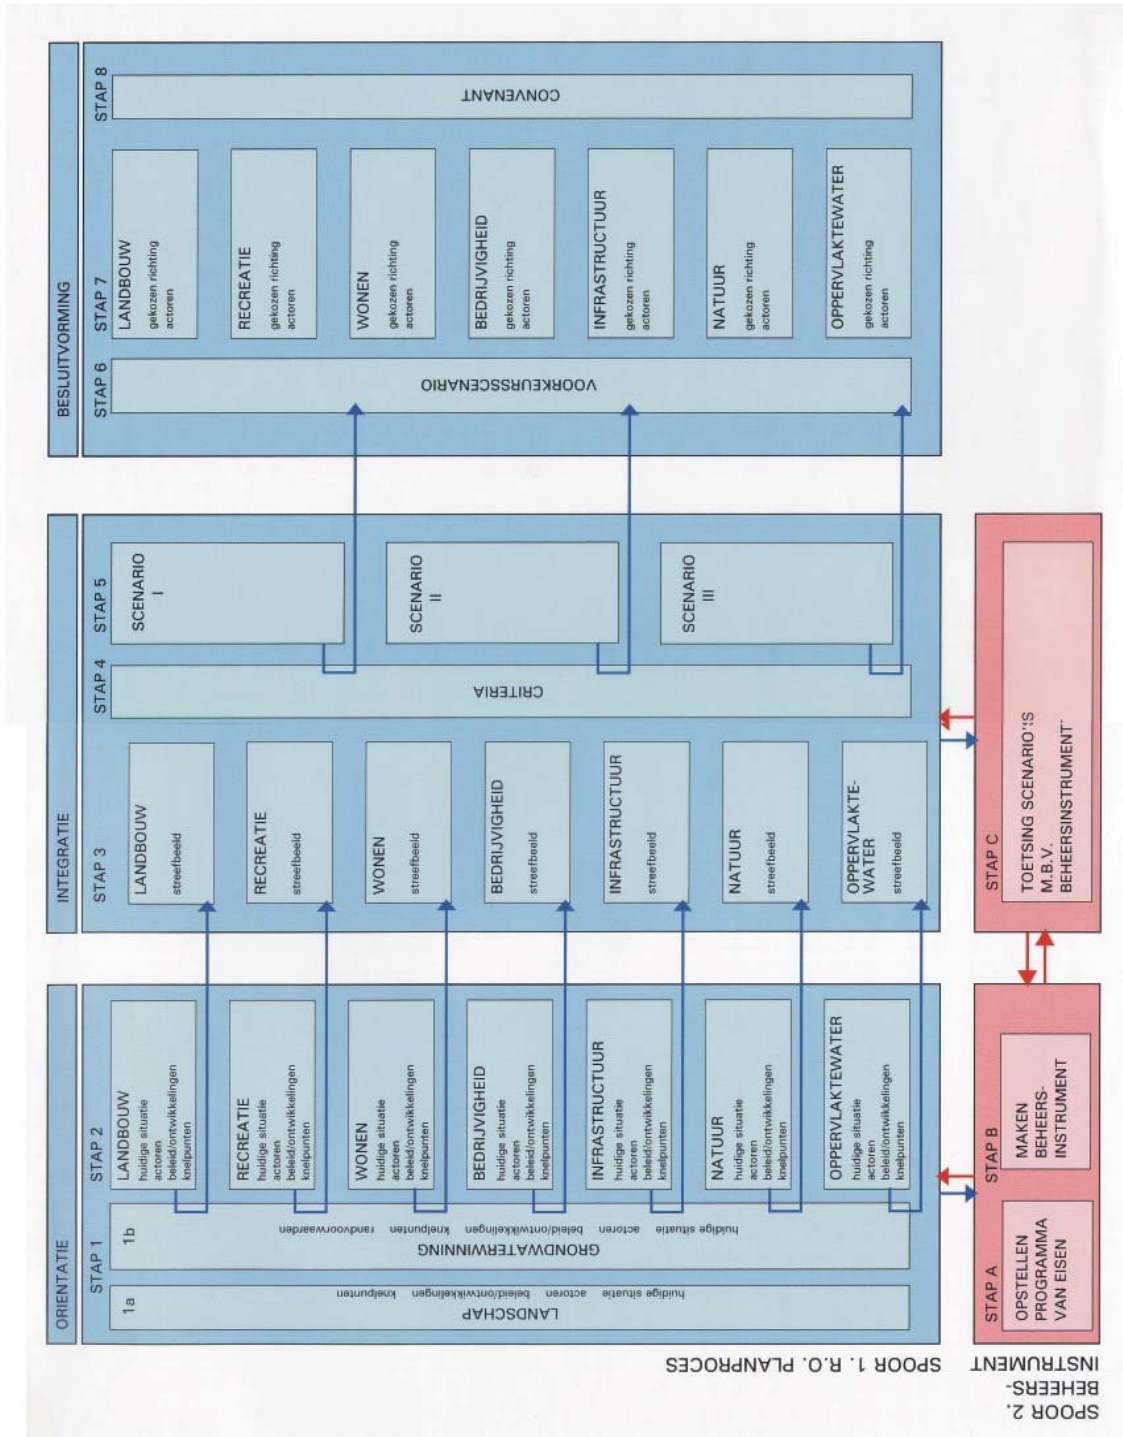 ORIENTATIE
STAP 1
1a
LANDSCHAP
huidige situatie actoren beleid/ontwikkelingen knelpunten
1b
GRONDWATERWINNING
huidige situatie actoren beleid/ontwikkelingen knelpunten randvoorwaarden
STAP 2
LANDBOUW
huidige situatie
actoren
beleid/ontwikkelingen
knelpunten
RECREATIE
huidige situatie
actoren
beleid/ontwikkelingen
knelpunten
WONEN
huidige situatie
actoren
beleid/ontwikkelingen
knelpunten
BEDRIJVIGHEID
huidige situatie
actoren
beleid/ontwikkelingen
knelpunten
INFRASTRUCTUUR
huidige situatie
actoren
beleid/ontwikkelingen
knelpunten
NATUUR
huidige situatie
actoren
beleid/ontwikkelingen
knelpunten
OPPERVLAKTEWATER
huidige situatie
actoren
beleid/ontwikkelingen
knelpunten
INTEGRATIE
STAP 3
LANDBOUW
streefbeeld
RECREATIE
streefbeeld
WONEN
streefbeeld
BEDRIJVIGHEID
streefbeeld
INFRASTRUCTUUR
streefbeeld
NATUUR
streefbeeld
OPPERVLAKTE-
WATER
streefbeeld
STAP 4
CRITERIA
STAP 5
SCENARIO
I
SCENARIO
II
SCENARIO
III
BESLUITVORMING
STAP 6
VOORKEURSSCENARIO
STAP 7
LANDBOUW
gekozen richting
actoren
RECREATIE
gekozen richting
actoren
WONEN
gekozen richting
actoren
BEDRIJVIGHEID
gekozen richting
actoren
INFRASTRUCTUUR
gekozen richting
actoren
NATUUR
gekozen richting
actoren
OPPERVLAKTEWATER
gekozen richting
actoren
STAP 8
CONVENANT
SPOOR 1. R.O. PLANPROCES
SPOOR 2.
BEHEERS-
INSTRUMENT
STAP A
OPSTELLEN
PROGRAMMA
VAN EISEN
STAP B
MAKEN
BEHEERS-
INSTRUMENT
STAP C
TOETSING SCENARIO'S
M.B.V.
BEHEERSINSTRUMENT